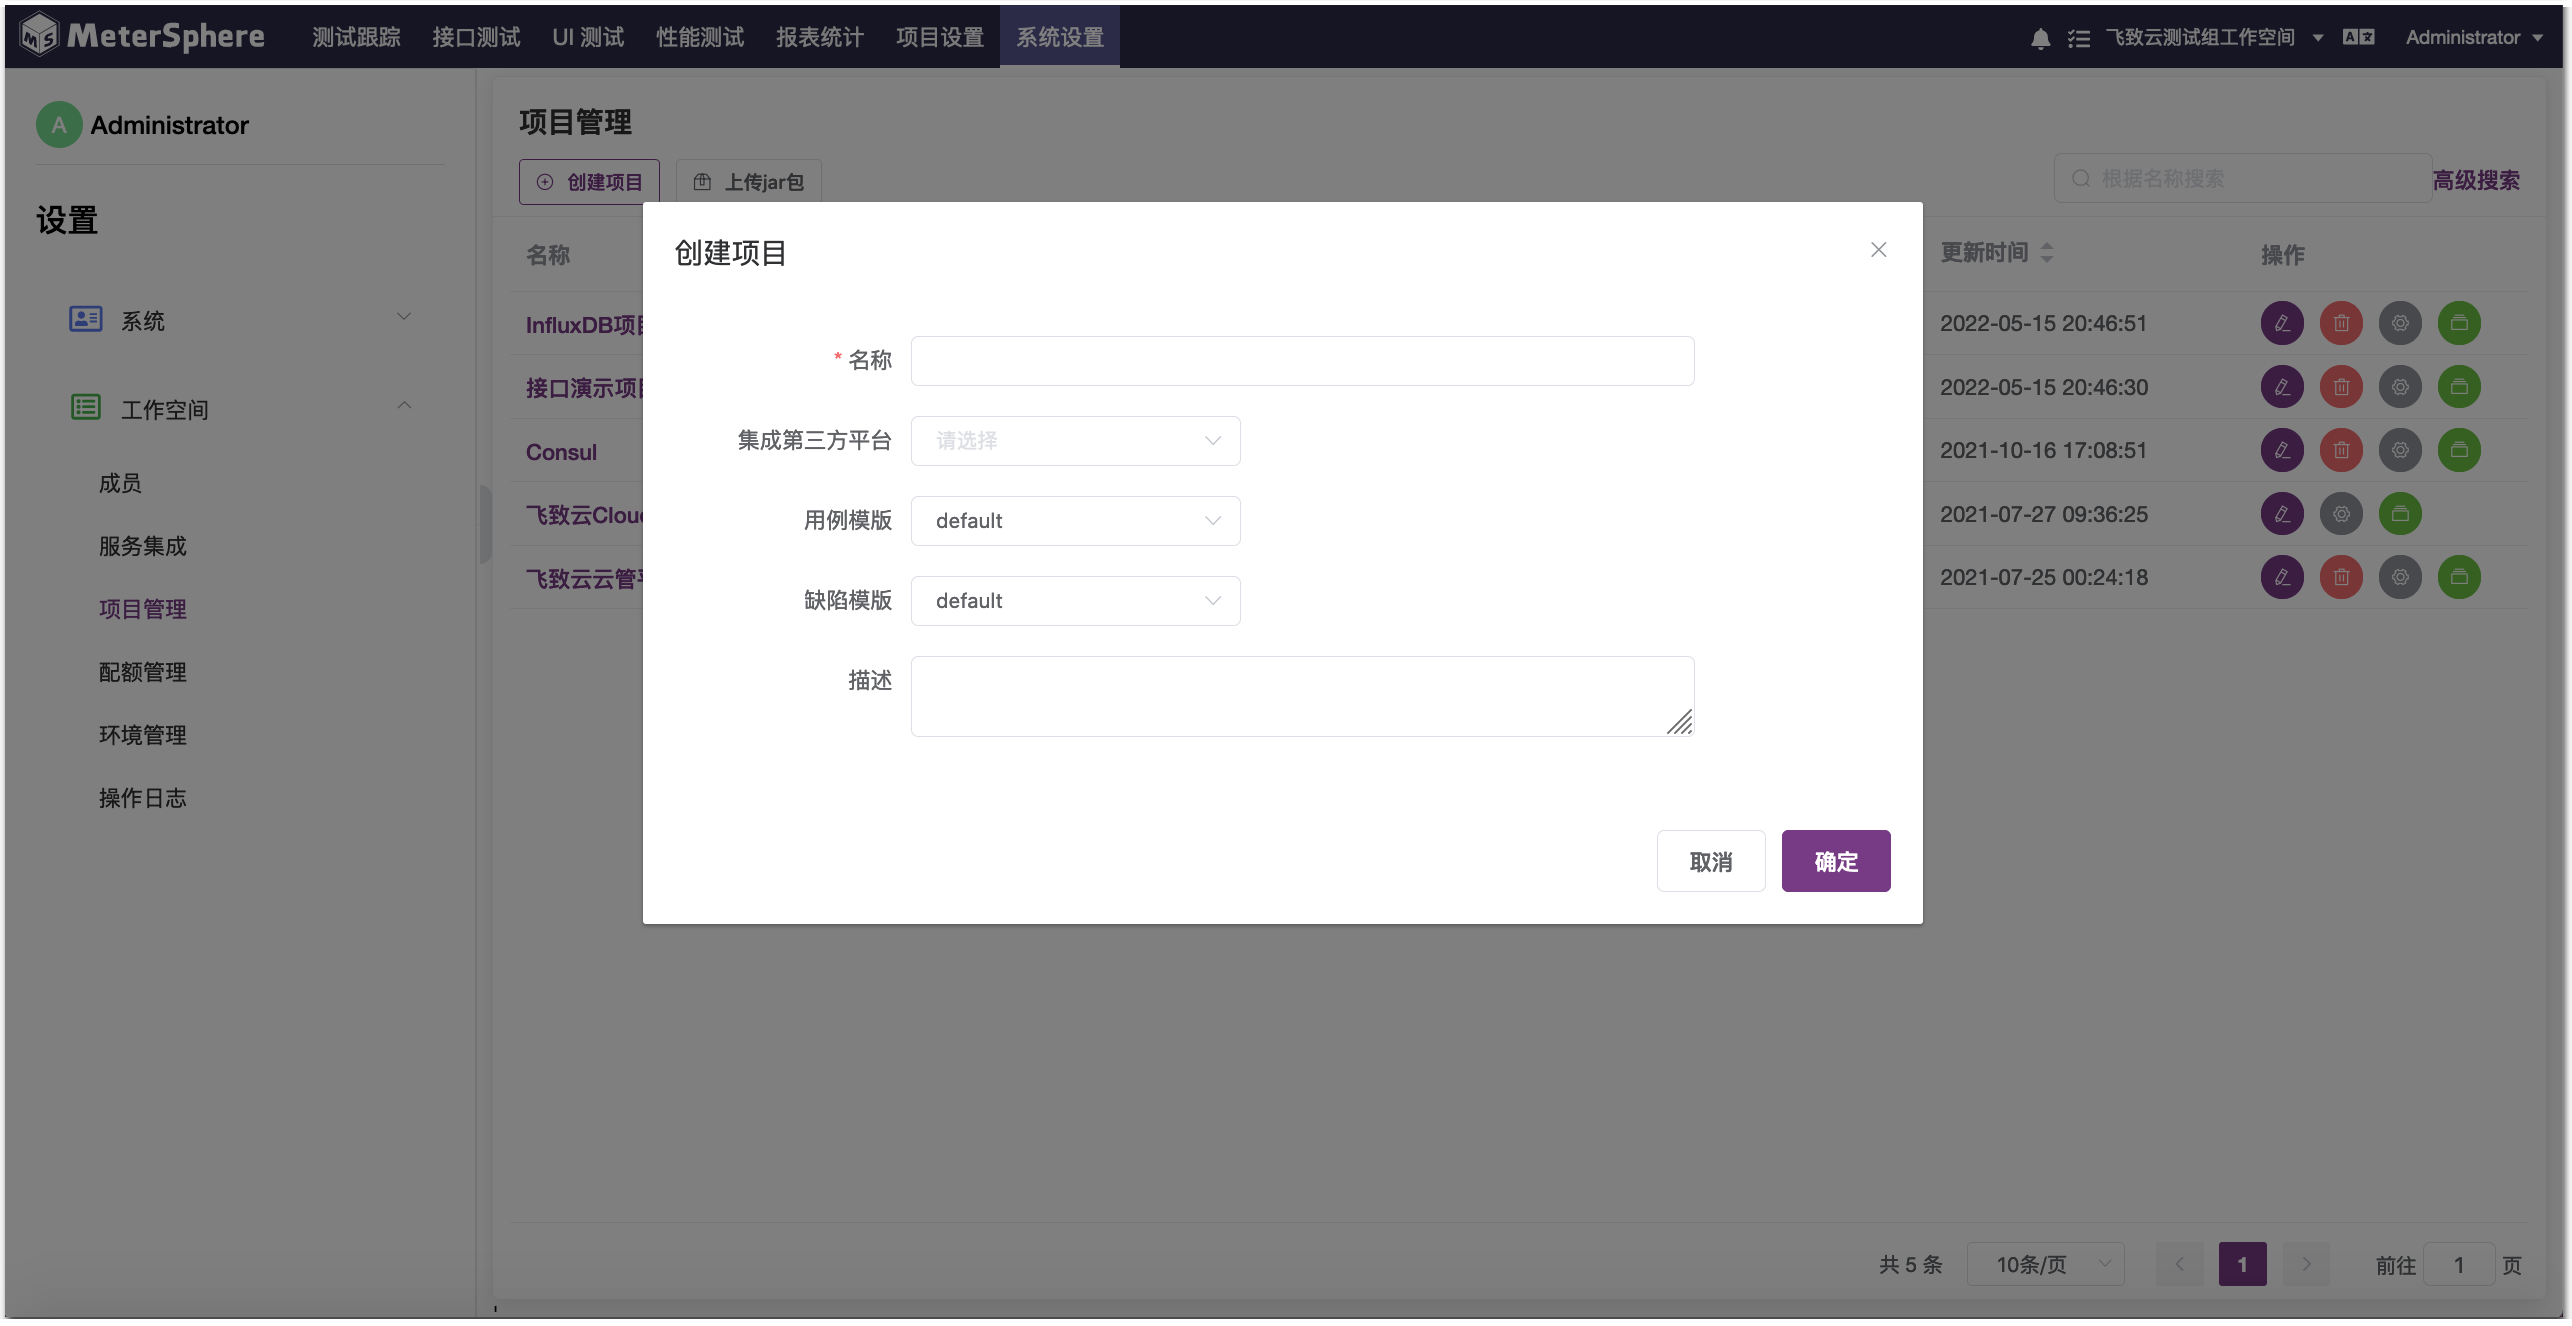 MeterSphere 测试跟踪 接口测试 UI 测试 性能测试 报表统计 项目设置 系统设置 飞致云测试组工作空间 Administrator
A Administrator
设置
系统
工作空间
成员
服务集成
项目管理
配额管理
环境管理
操作日志
项目管理
创建项目 上传jar包 根据名称搜索 高级搜索
名称 更新时间 操作
InfluxDB项 2022-05-15 20:46:51
接口演示项 2022-05-15 20:46:30
Consul 2021-10-16 17:08:51
飞致云Clou 2021-07-27 09:36:25
飞致云云管 2021-07-25 00:24:18
创建项目
* 名称
集成第三方平台 请选择
用例模版 default
缺陷模版 default
描述
取消 确定
共 5 条 10条/页 1 前往 1 页